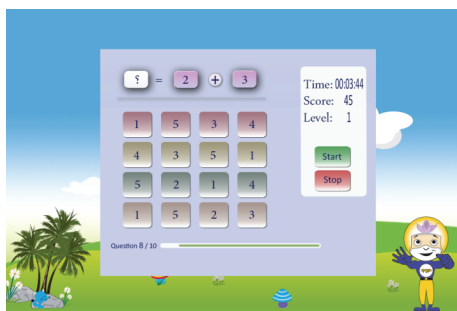 ؟ = 2 + 3
1 5 3 4
4 3 5 1
5 2 1 4
1 5 2 3
Question 8 / 10
Time: 00:03:44
Score: 45
Level: 1
Start
Stop